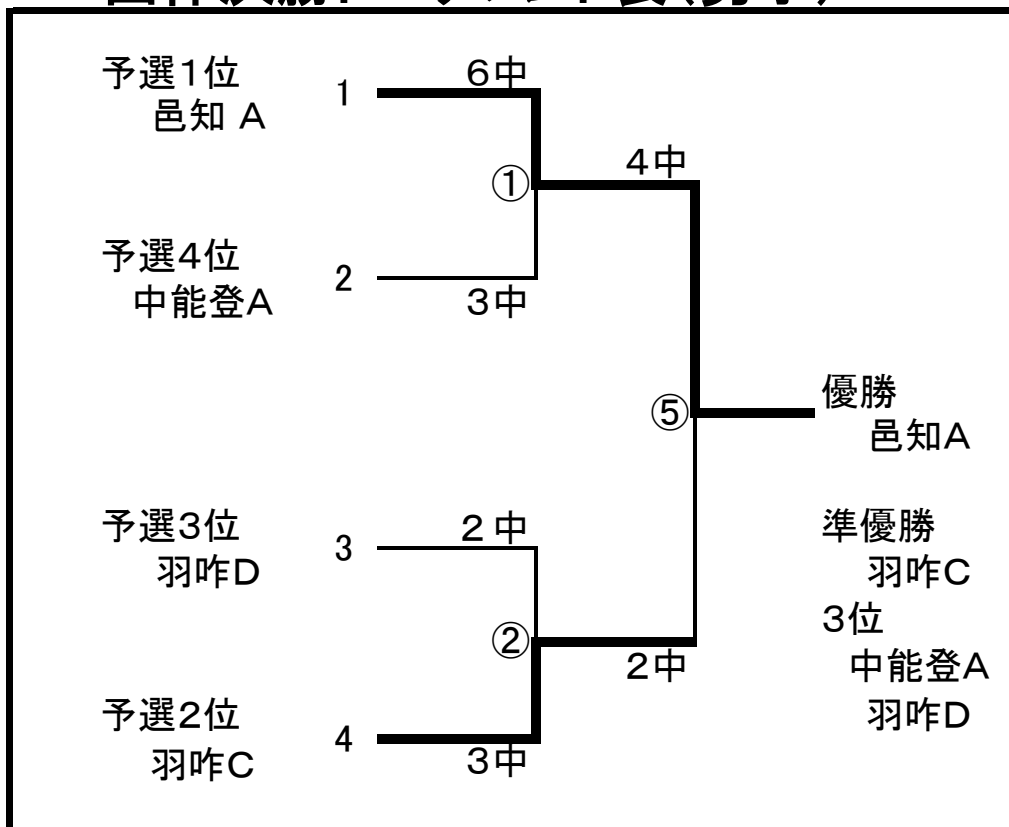 予選1位
邑知 A
1
6中
①
4中
予選4位
中能登A
2
3中
⑤
優勝
邑知A
予選3位
羽咋D
3
2中
準優勝
羽咋C
②
2中
3位
中能登A
羽咋D
予選2位
羽咋C
4
3中